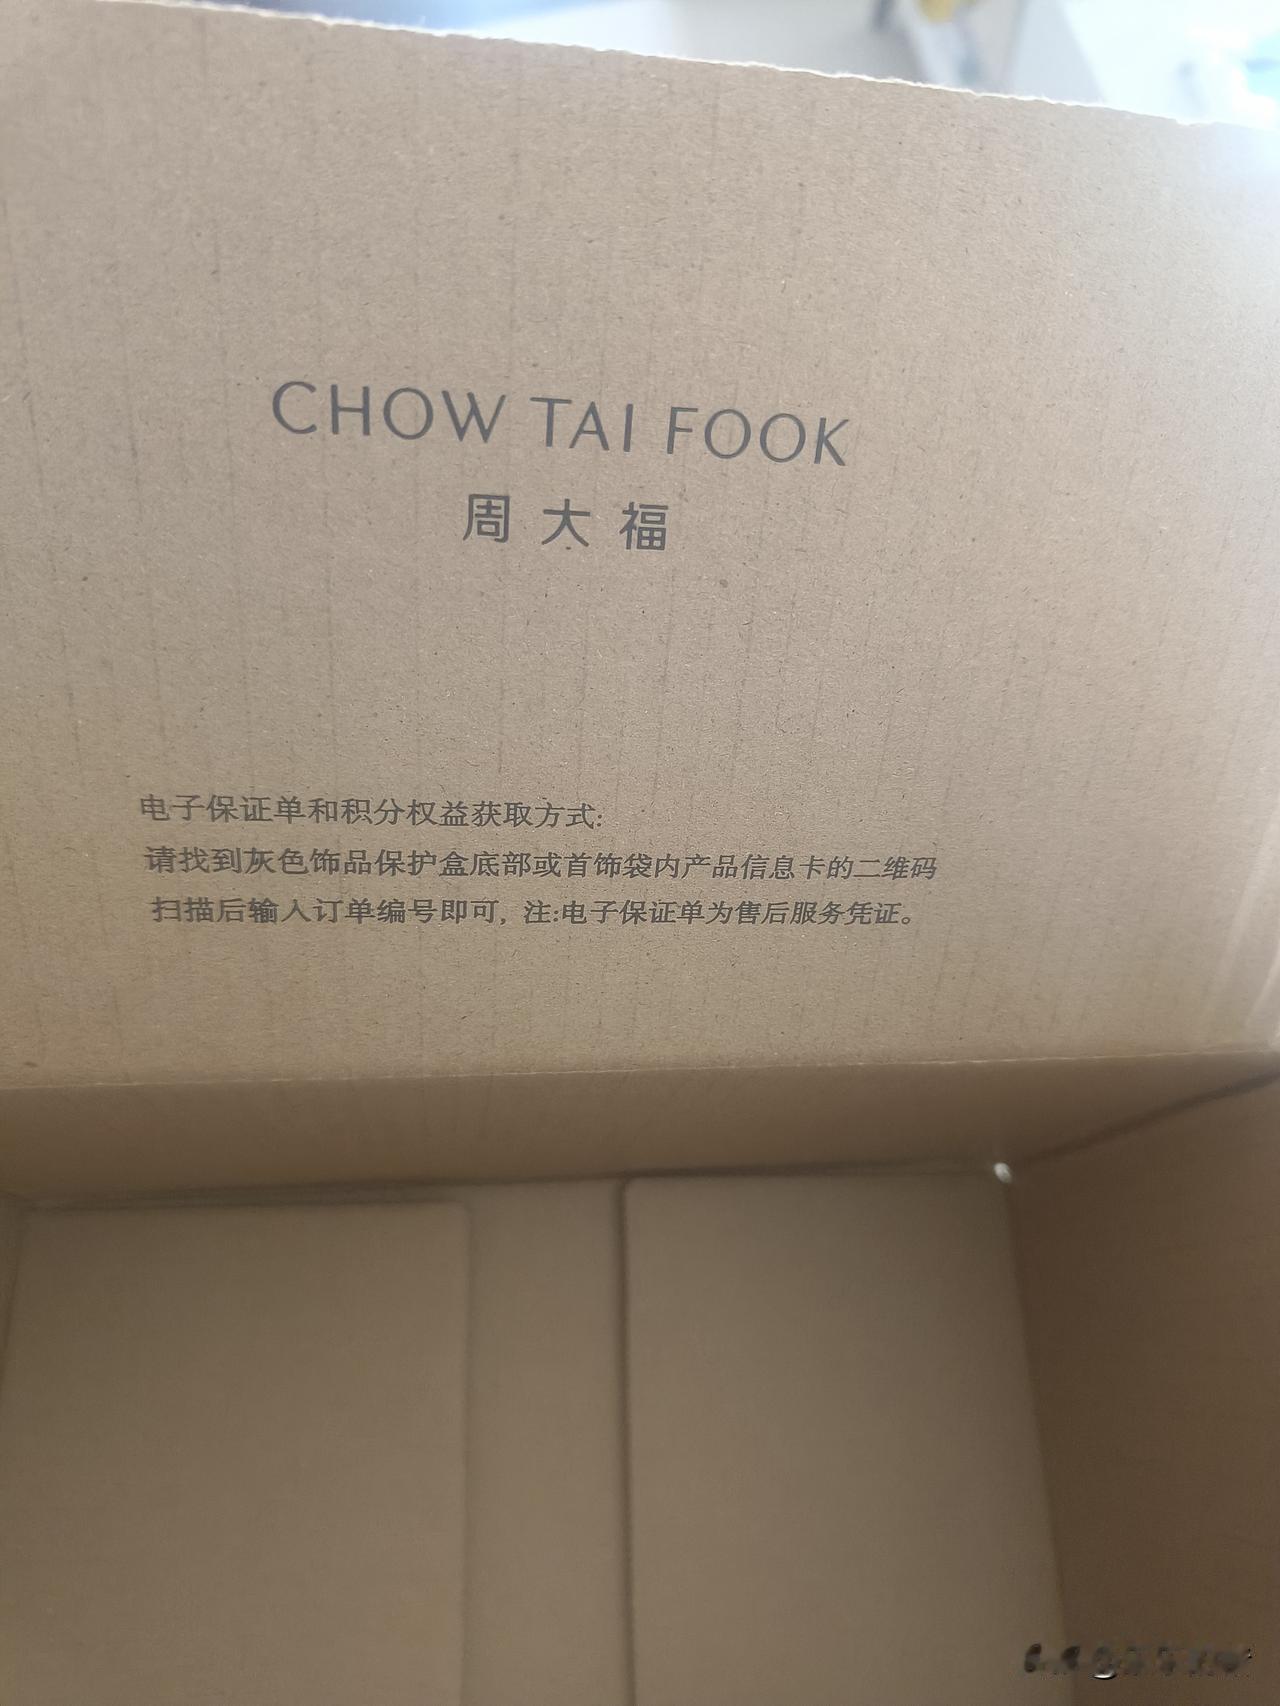 CHOW TAI FOOK
周大福
电子保证单和积分权益获取方式:
请找到灰色饰品保护盒底部或首饰袋内产品信息卡的二维码
扫描后输入订单编号即可, 注:电子保证单为售后服务凭证。